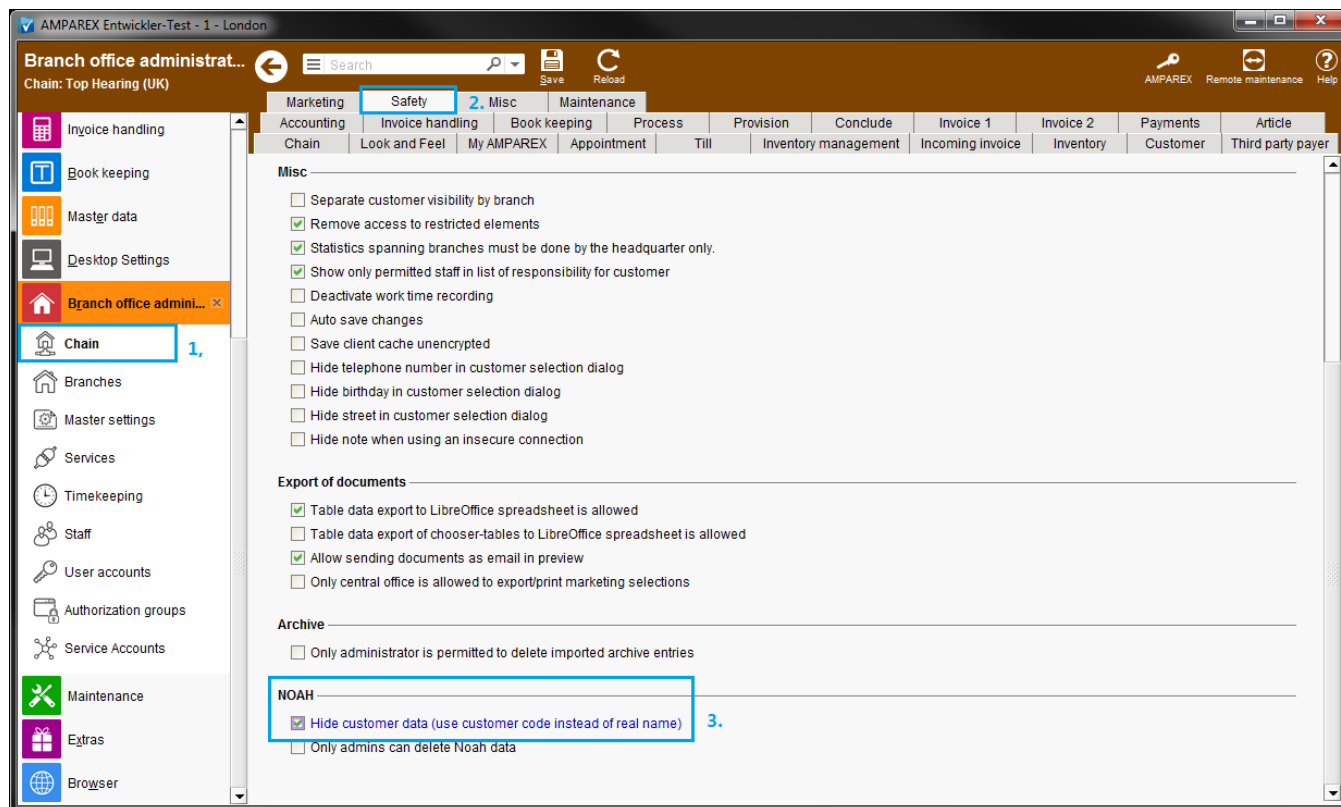 AMPAREX Entwickler-Test - 1 - London
Branch office administrat...
Chain: Top Hearing (UK)
Search
Save
Reload
AMPAREX
Remote maintenance
Help
Marketing Safety 2. Misc Maintenance
Accounting Invoice handling Book keeping Process Provision Conclude Invoice 1 Invoice 2 Payments Article
Chain Look and Feel My AMPAREX Appointment Till Inventory management Incoming invoice Inventory Customer Third party payer
Invoice handling
Book keeping
Master data
Desktop Settings
Branch office admini...
Chain 1,
Branches
Master settings
Services
Timekeeping
Staff
User accounts
Authorization groups
Service Accounts
Maintenance
Extras
Browser
Misc
Separate customer visibility by branch
Remove access to restricted elements
Statistics spanning branches must be done by the headquarter only.
Show only permitted staff in list of responsibility for customer
Deactivate work time recording
Auto save changes
Save client cache unencrypted
Hide telephone number in customer selection dialog
Hide birthday in customer selection dialog
Hide street in customer selection dialog
Hide note when using an insecure connection
Export of documents
Table data export to LibreOffice spreadsheet is allowed
Table data export of chooser-tables to LibreOffice spreadsheet is allowed
Allow sending documents as email in preview
Only central office is allowed to export/print marketing selections
Archive
Only administrator is permitted to delete imported archive entries
NOAH
Hide customer data (use customer code instead of real name) 3.
Only admins can delete Noah data